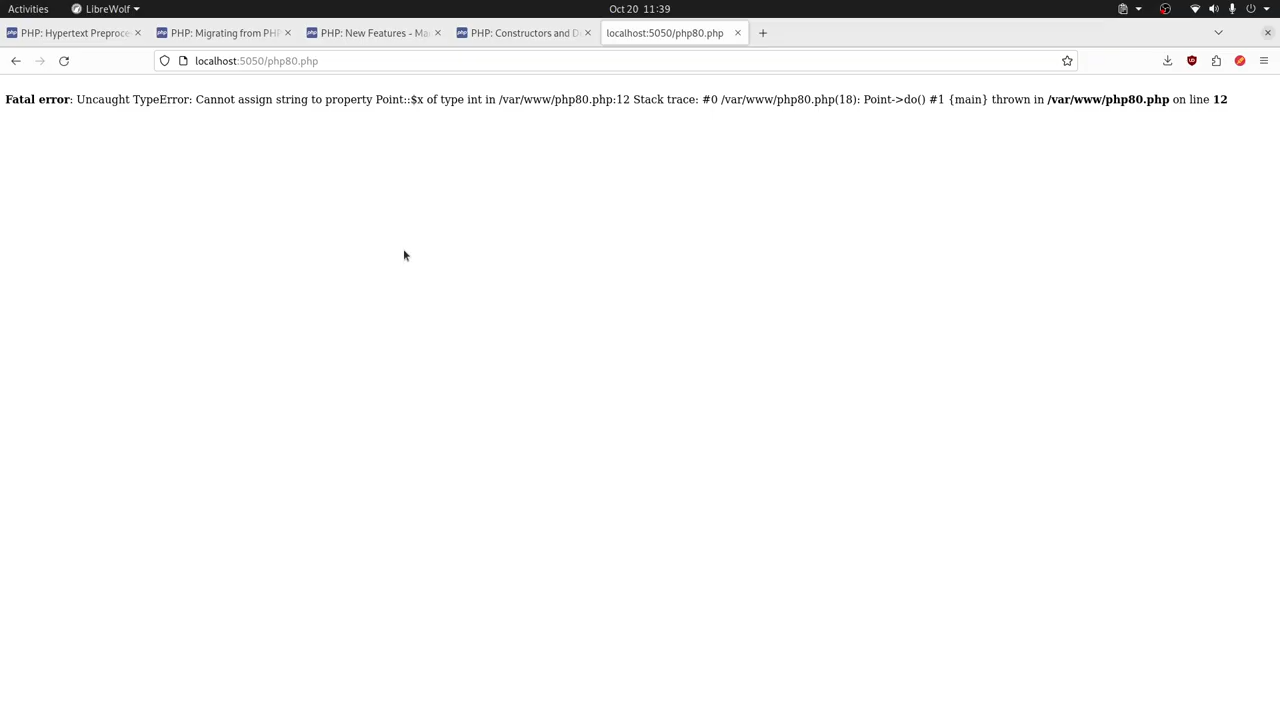 Activities LibreWolf Oct 20 11:39
PHP: Hypertext Preproce PHP: Migrating from PHP PHP: New Features - Ma PHP: Constructors and De localhost:5050/php80.php
localhost:5050/php80.php
Fatal error: Uncaught TypeError: Cannot assign string to property Point::$x of type int in /var/www/php80.php:12 Stack trace: #0 /var/www/php80.php(18): Point->do() #1 {main} thrown in /var/www/php80.php on line 12